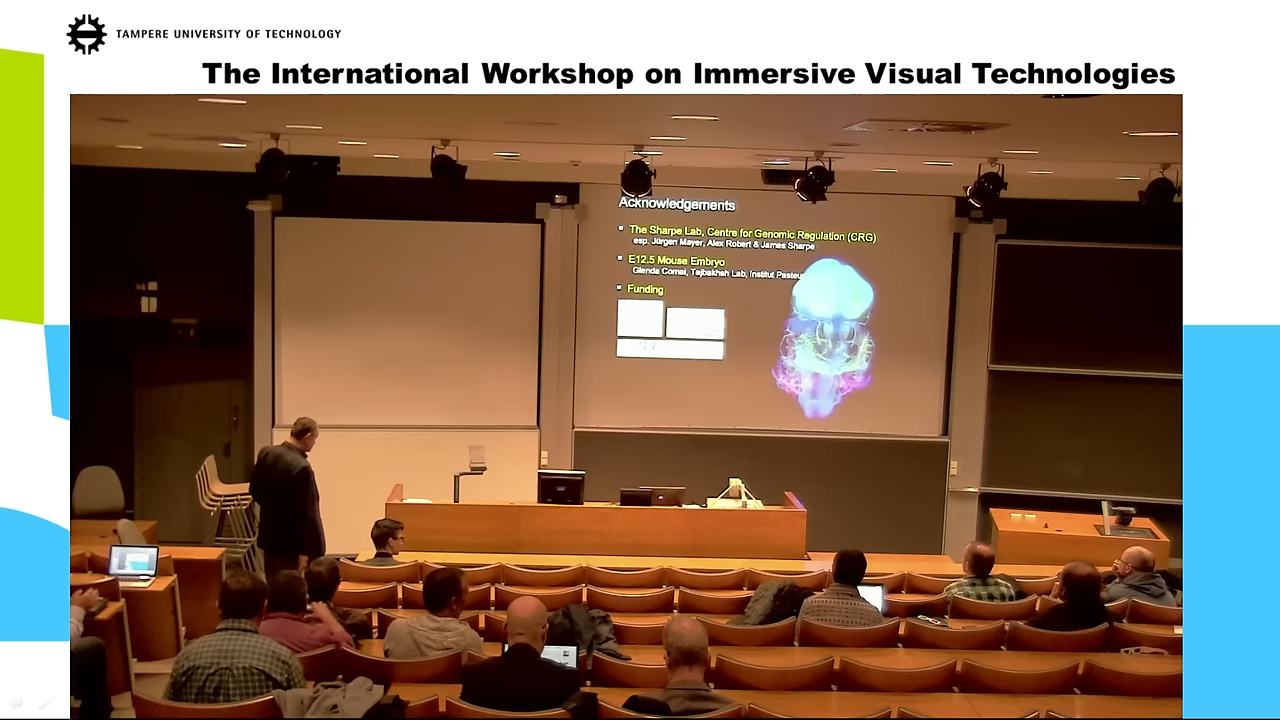 TAMPERE UNIVERSITY OF TECHNOLOGY
The International Workshop on Immersive Visual Technologies
Acknowledgements
The Sharpe Lab, Centre for Genomic Regulation (CRG)
esp. Jürgen Mayer, Alex Robert & James Sharpe
E12.5 Mouse Embryo
Glenda Comai, Tajbakhsh Lab, Institut Pasteur
Funding